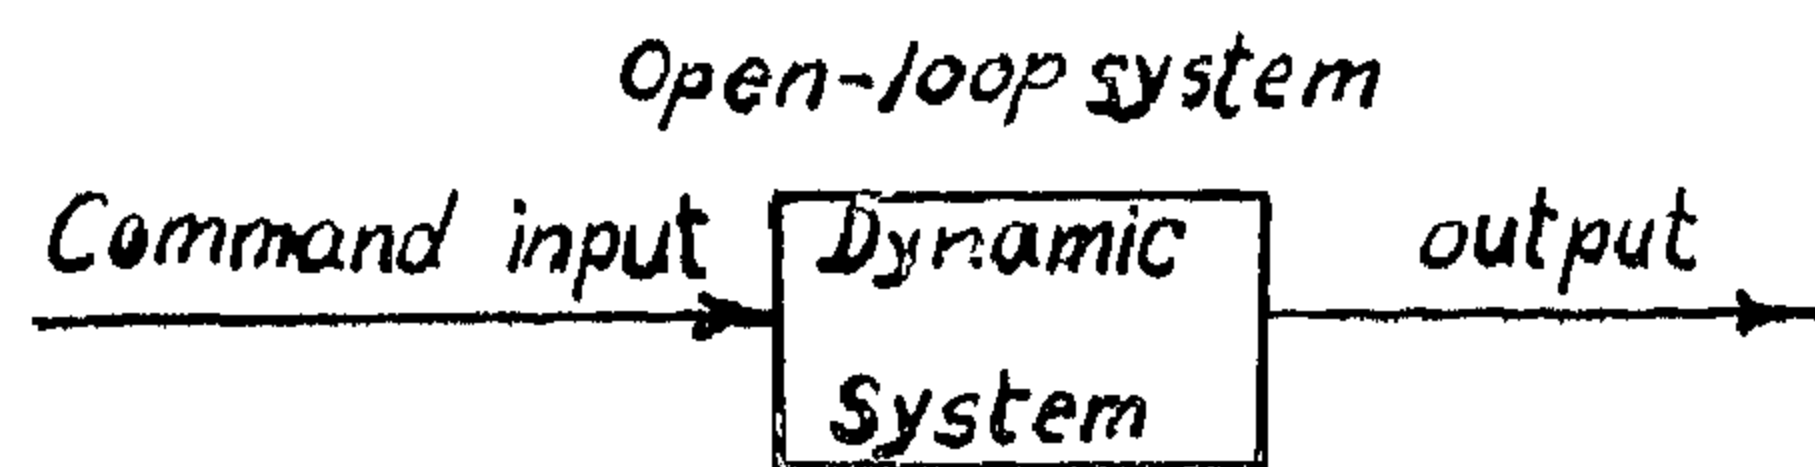 Open-loop system
Command input
Dynamic
System
output